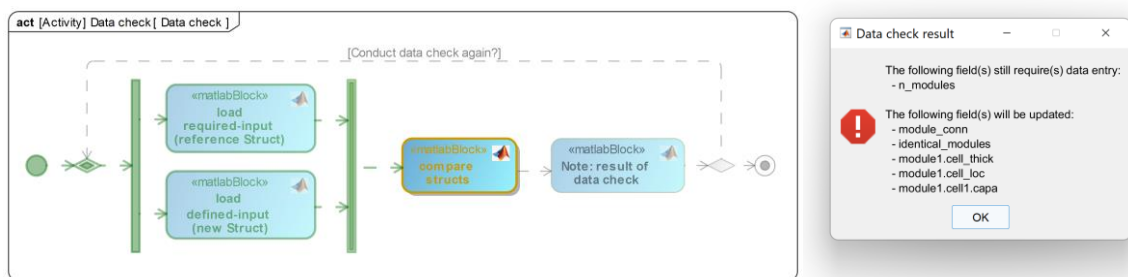 act [Activity] Data check [ Data check ]
[Conduct data check again?]
«matlabBlock»
load
required-input
(reference Struct)
«matlabBlock»
load
defined-input
(new Struct)
«matlabBlock»
compare
structs
«matlabBlock»
Note: result of
data check
Data check result
The following field(s) still require(s) data entry:
- n_modules
The following field(s) will be updated:
- module_conn
- identical_modules
- module1.cell_thick
- module1.cell_loc
- module1.cell1.capa
OK